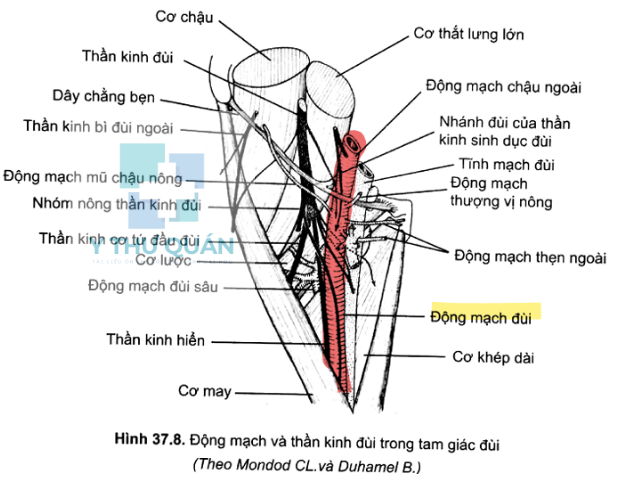 Cơ chậu
Thần kinh đùi
Dây chằng bẹn
Thần kinh bì đùi ngoài
Động mạch mũ chậu nông
Nhóm nông thần kinh đùi
Thần kinh cơ tứ đầu đùi
Cơ lược
Động mạch đùi sâu
Thần kinh hiển
Cơ may
Cơ thắt lưng lớn
Động mạch chậu ngoài
Nhánh đùi của thần
kinh sinh dục đùi
Tĩnh mạch đùi
Động mạch
thượng vị nông
Động mạch thẹn ngoài
Động mạch đùi
Cơ khép dài
Y THƯ QUÁN
Hình 37.8. Động mạch và thần kinh đùi trong tam giác đùi
(Theo Mondod CL.và Duhamel B.)